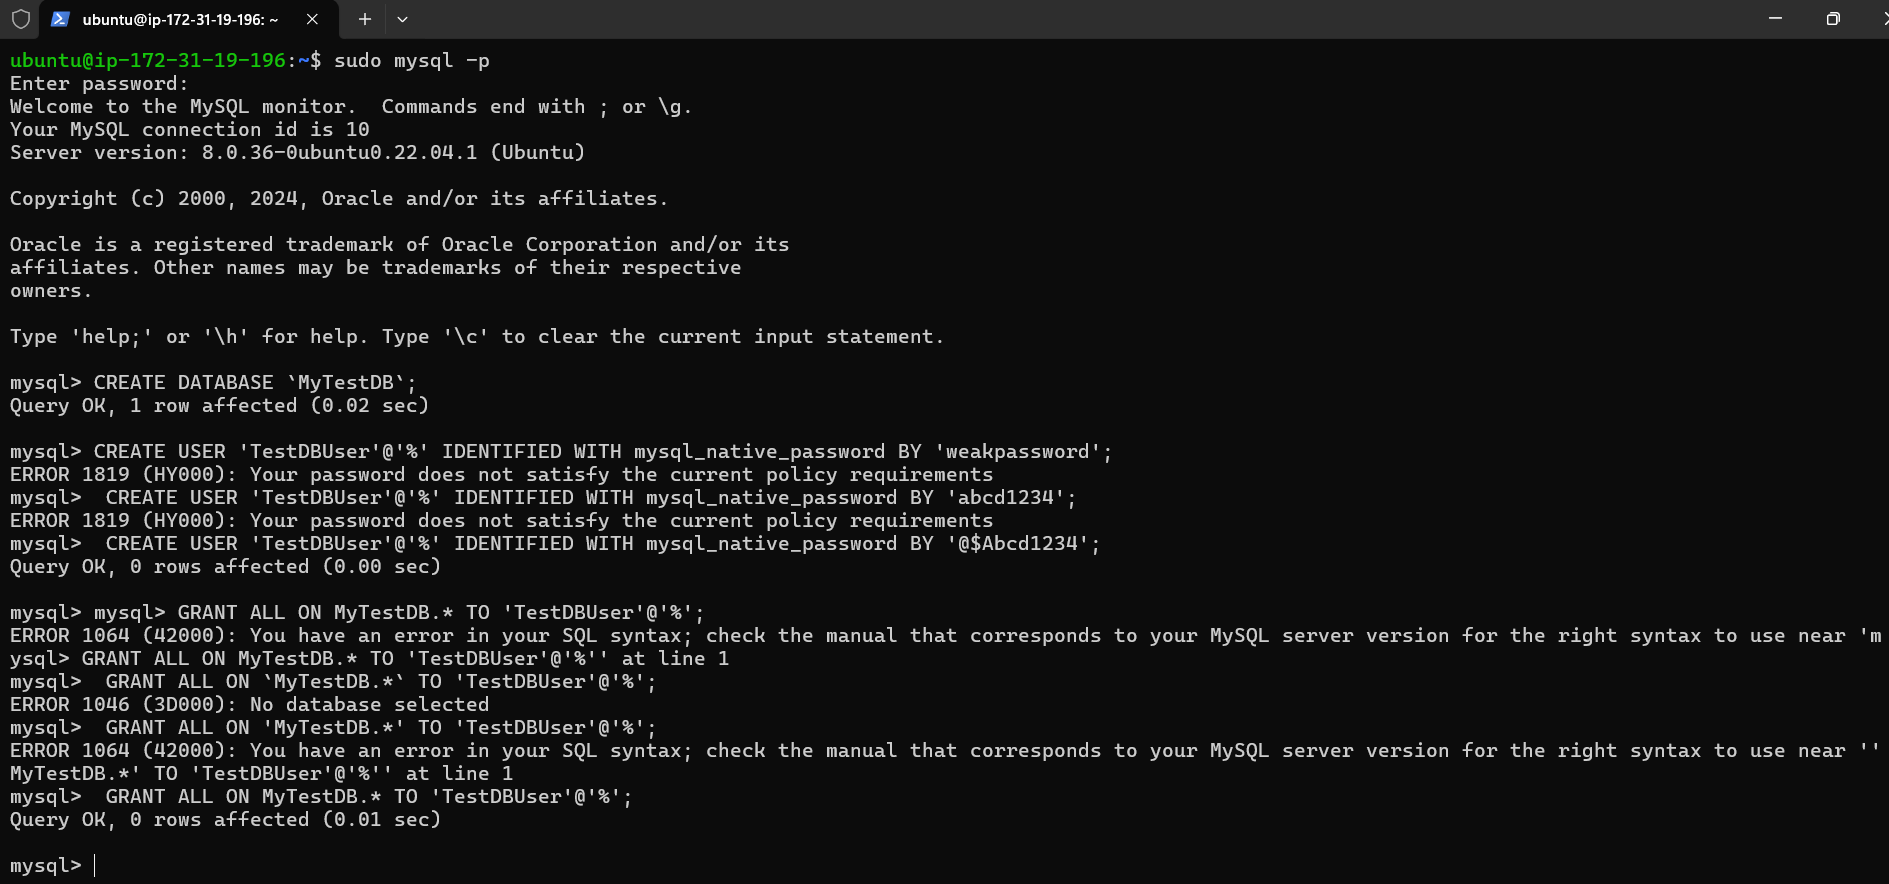 ubuntu@ip-172-31-19-196: ~
ubuntu@ip-172-31-19-196:~$ sudo mysql -p
Enter password:
Welcome to the MySQL monitor.  Commands end with ; or \g.
Your MySQL connection id is 10
Server version: 8.0.36-0ubuntu0.22.04.1 (Ubuntu)
Copyright (c) 2000, 2024, Oracle and/or its affiliates.
Oracle is a registered trademark of Oracle Corporation and/or its
affiliates. Other names may be trademarks of their respective
owners.
Type 'help;' or '\h' for help. Type '\c' to clear the current input statement.
mysql> CREATE DATABASE `MyTestDB`;
Query OK, 1 row affected (0.02 sec)
mysql> CREATE USER 'TestDBUser'@'%' IDENTIFIED WITH mysql_native_password BY 'weakpassword';
ERROR 1819 (HY000): Your password does not satisfy the current policy requirements
mysql>  CREATE USER 'TestDBUser'@'%' IDENTIFIED WITH mysql_native_password BY 'abcd1234';
ERROR 1819 (HY000): Your password does not satisfy the current policy requirements
mysql>  CREATE USER 'TestDBUser'@'%' IDENTIFIED WITH mysql_native_password BY '@$Abcd1234';
Query OK, 0 rows affected (0.00 sec)
mysql> mysql> GRANT ALL ON MyTestDB.* TO 'TestDBUser'@'%';
ERROR 1064 (42000): You have an error in your SQL syntax; check the manual that corresponds to your MySQL server version for the right syntax to use near 'm
ysql> GRANT ALL ON MyTestDB.* TO 'TestDBUser'@'%'' at line 1
mysql>  GRANT ALL ON `MyTestDB.*` TO 'TestDBUser'@'%';
ERROR 1046 (3D000): No database selected
mysql>  GRANT ALL ON 'MyTestDB.*' TO 'TestDBUser'@'%';
ERROR 1064 (42000): You have an error in your SQL syntax; check the manual that corresponds to your MySQL server version for the right syntax to use near ''
MyTestDB.*' TO 'TestDBUser'@'%'' at line 1
mysql>  GRANT ALL ON MyTestDB.* TO 'TestDBUser'@'%';
Query OK, 0 rows affected (0.01 sec)
mysql>